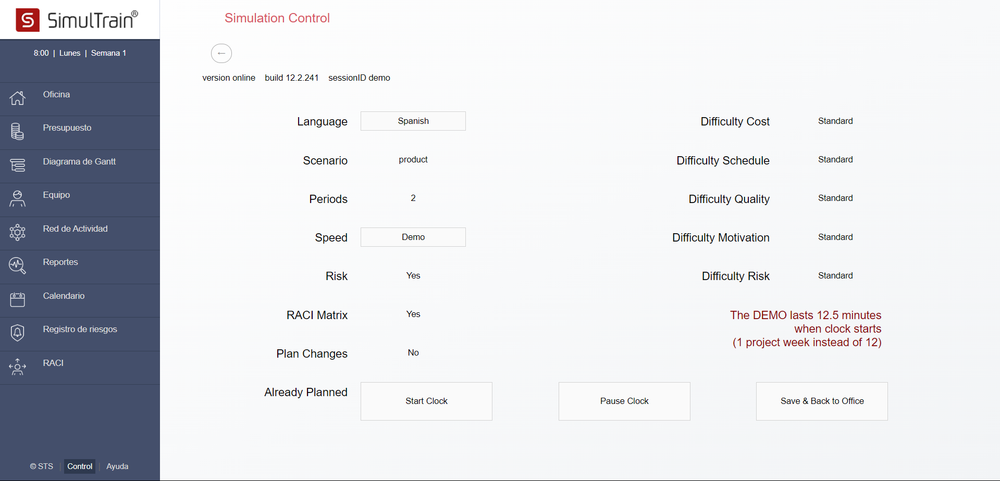 SimulTrain®
8:00 | Lunes | Semana 1
Oficina
Presupuesto
Diagrama de Gantt
Equipo
Red de Actividad
Reportes
Calendario
Registro de riesgos
RACI
© STS | Control | Ayuda
Simulation Control
←
version online build 12.2.241 sessionID demo
Language Spanish
Scenario product
Periods 2
Speed Demo
Risk Yes
RACI Matrix Yes
Plan Changes No
Already Planned Start Clock Pause Clock Save & Back to Office
Difficulty Cost Standard
Difficulty Schedule Standard
Difficulty Quality Standard
Difficulty Motivation Standard
Difficulty Risk Standard
The DEMO lasts 12.5 minutes
when clock starts
(1 project week instead of 12)